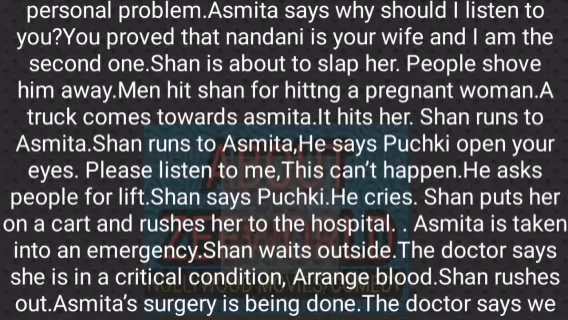 personal problem.Asmita says why should I listen to
you?You proved that nandani is your wife and I am the
second one.Shan is about to slap her. People shove
him away.Men hit shan for hittng a pregnant woman.A
truck comes towards asmita.It hits her. Shan runs to
Asmita.Shan runs to Asmita,He says Puchki open your
eyes. Please listen to me,This can't happen.He asks
people for lift.Shan says Puchki.He cries. Shan puts her
on a cart and rushes her to the hospital. . Asmita is taken
into an emergency.Shan waits outside.The doctor says
she is in a critical condition, Arrange blood.Shan rushes
out.Asmita's surgery is being done.The doctor says we